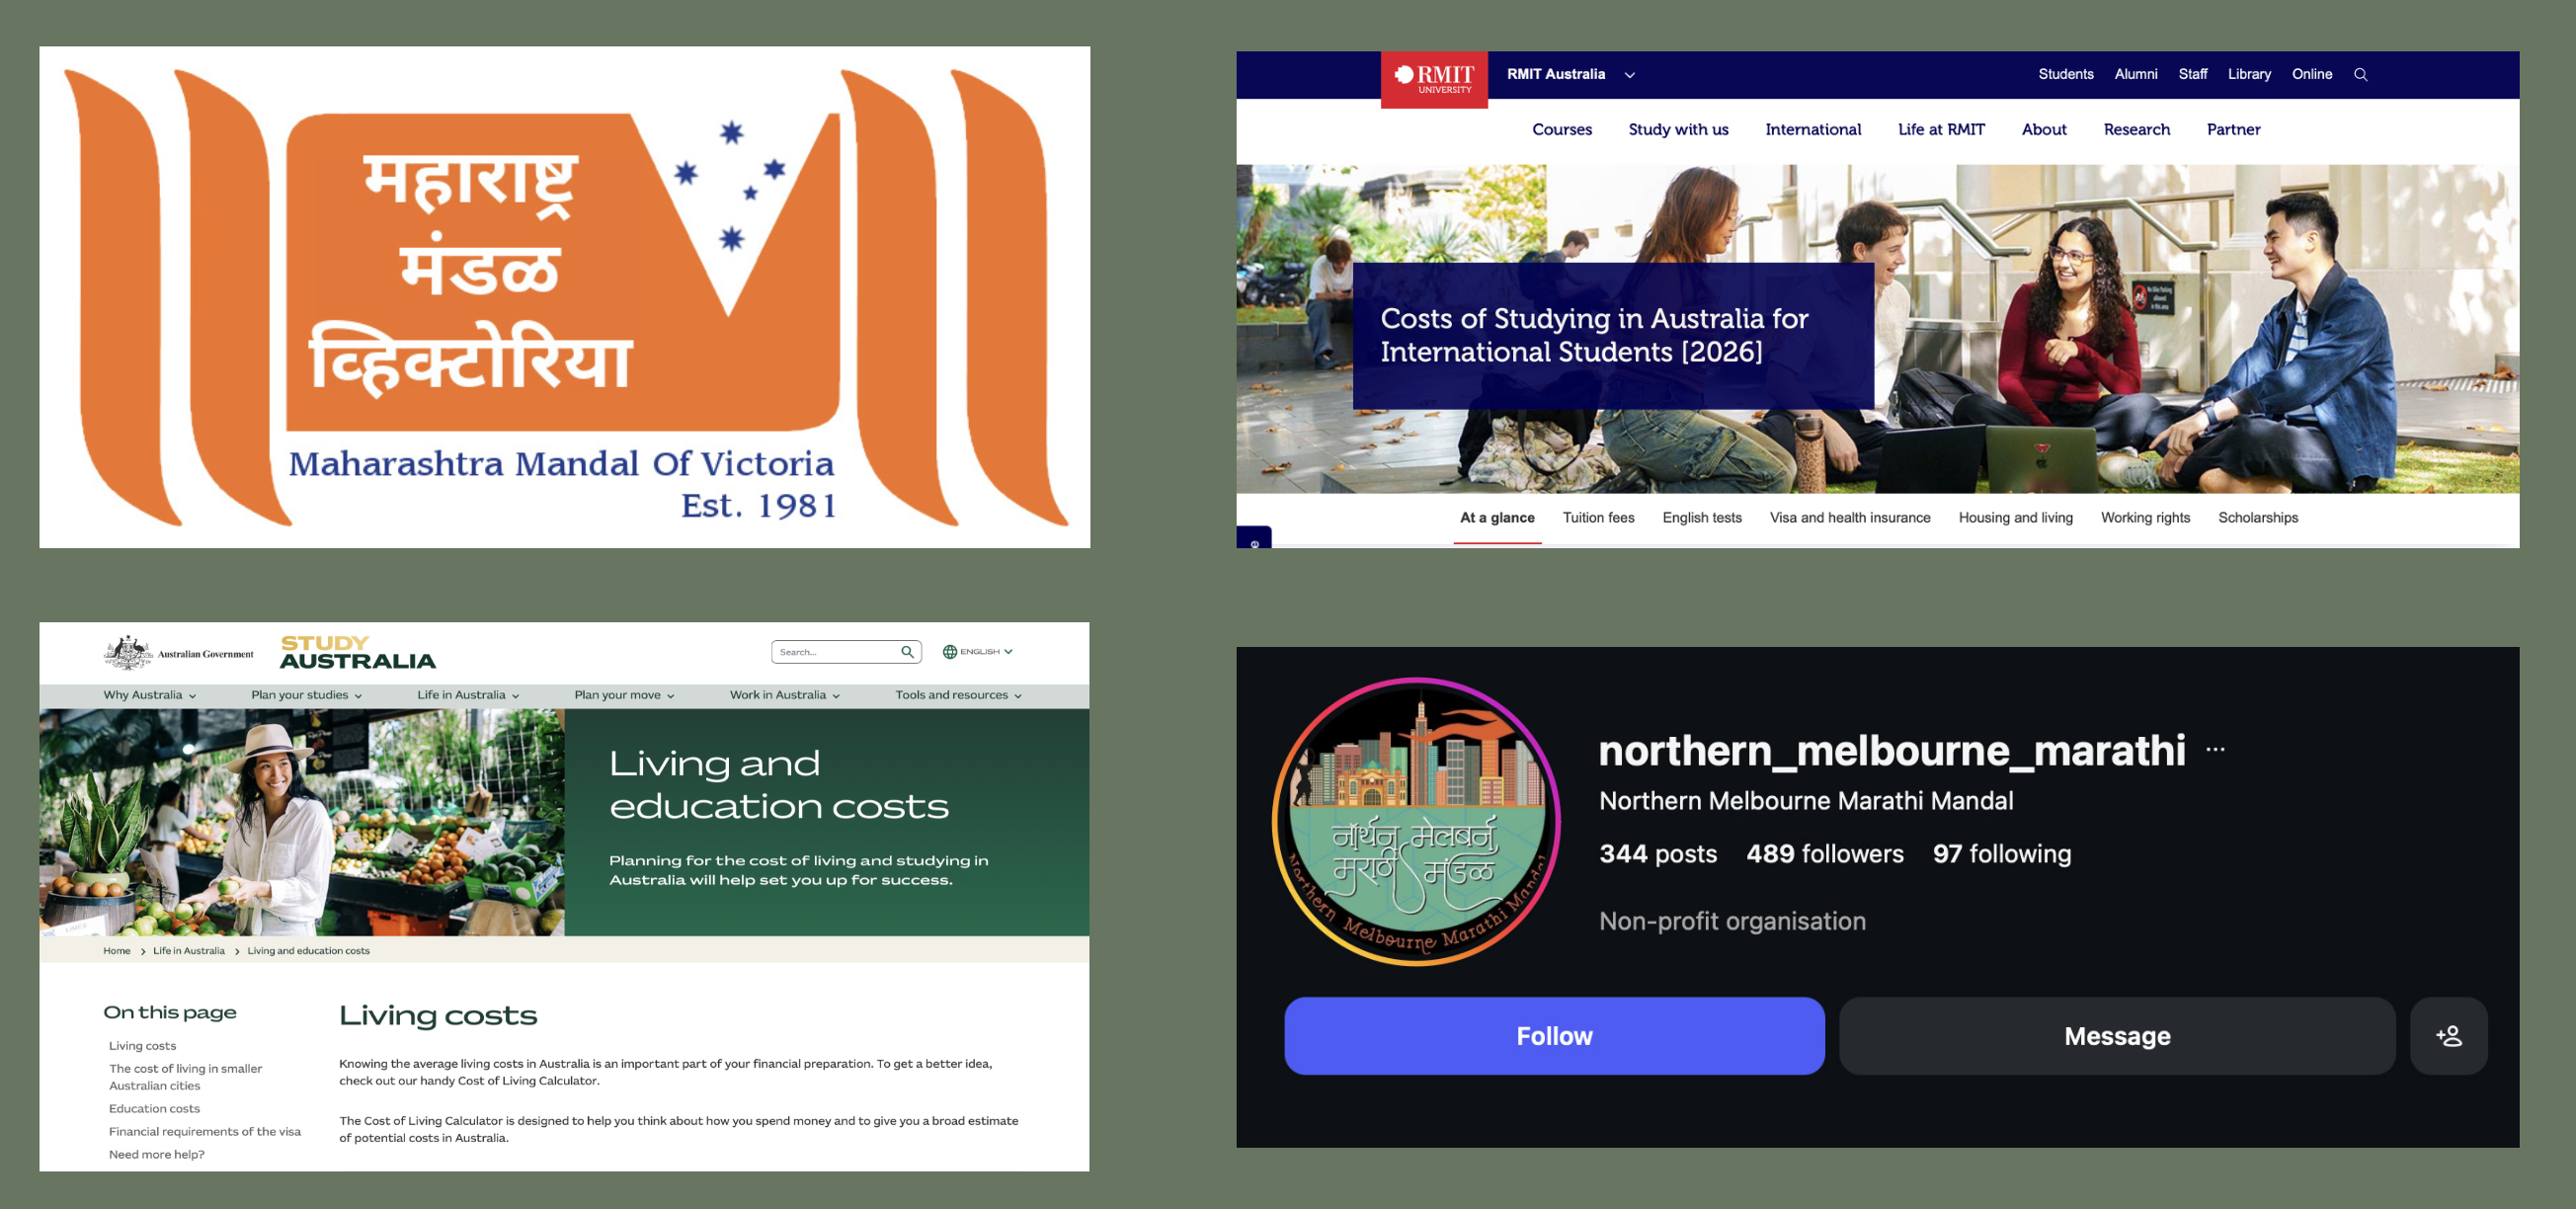 महाराष्ट्र
मंडळ
व्हिक्टोरिया
Maharashtra Mandal Of Victoria
Est. 1981
RMIT
UNIVERSITY
RMIT Australia
Students Alumni Staff Library Online
Courses Study with us International Life at RMIT About Research Partner
Costs of Studying in Australia for
International Students [2026]
At a glance Tuition fees English tests Visa and health insurance Housing and living Working rights Scholarships
Australian Government
STUDY
AUSTRALIA
Search...
ENGLISH
Why Australia Plan your studies Life in Australia Plan your move Work in Australia Tools and resources
Living and
education costs
Planning for the cost of living and studying in
Australia will help set you up for success.
Home > Life in Australia > Living and education costs
On this page
Living costs
The cost of living in smaller
Australian cities
Education costs
Financial requirements of the visa
Need more help?
Living costs
Knowing the average living costs in Australia is an important part of your financial preparation. To get a better idea,
check out our handy Cost of Living Calculator.
The Cost of Living Calculator is designed to help you think about how you spend money and to give you a broad estimate
of potential costs in Australia.
नॉर्थन मेलबर्न
मराठी मंडळ
Northern Melbourne Marathi Mandal
northern_melbourne_marathi ...
Northern Melbourne Marathi Mandal
344 posts 489 followers 97 following
Non-profit organisation
Follow
Message